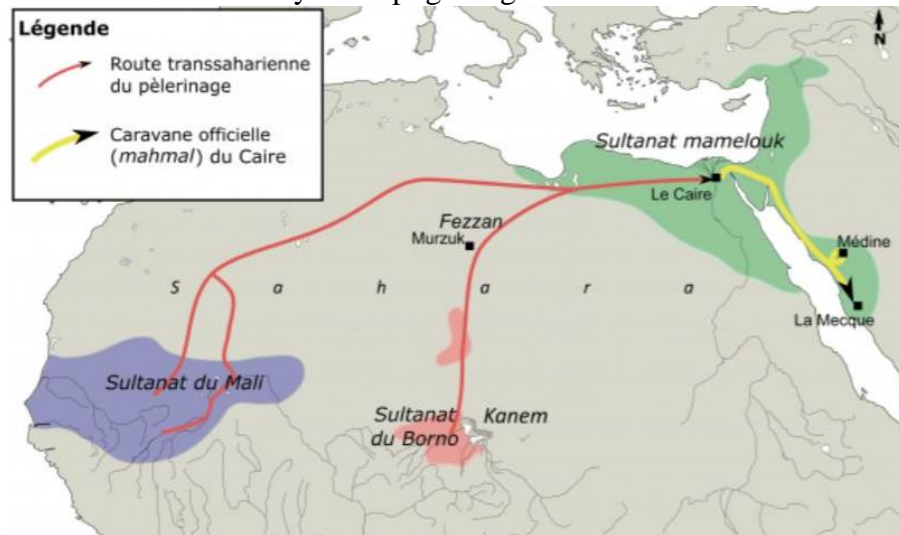 Légende
Route transsaharienne
du pèlerinage
Caravane officielle
(mahmal) du Caire
N
Sultanat mamelouk
Le Caire
Fezzan
Murzuk
Médine
S a h a r a
La Mecque
Sultanat du Mali
Sultanat
du Borno
Kanem